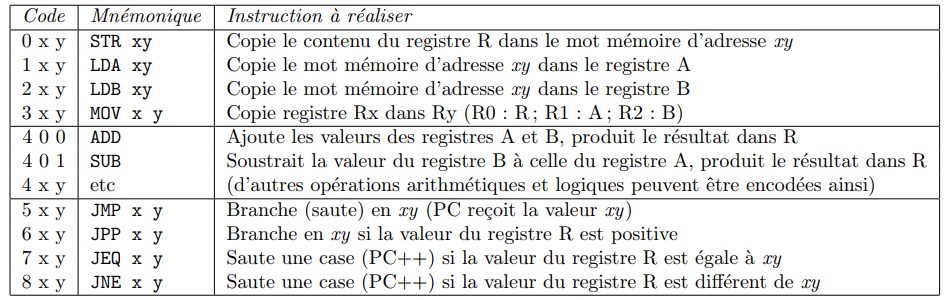 Code Mnémonique Instruction à réaliser
0 x y STR xy Copie le contenu du registre R dans le mot mémoire d'adresse xy
1 x y LDA xy Copie le mot mémoire d'adresse xy dans le registre A
2 x y LDB xy Copie le mot mémoire d'adresse xy dans le registre B
3 x y MOV x y Copie registre Rx dans Ry (R0 : R ; R1 : A ; R2 : B)
4 0 0 ADD Ajoute les valeurs des registres A et B, produit le résultat dans R
4 0 1 SUB Soustrait la valeur du registre B à celle du registre A, produit le résultat dans R
4 x y etc (d'autres opérations arithmétiques et logiques peuvent être encodées ainsi)
5 x y JMP x y Branche (saute) en xy (PC reçoit la valeur xy)
6 x y JPP x y Branche en xy si la valeur du registre R est positive
7 x y JEQ x y Saute une case (PC++) si la valeur du registre R est égale à xy
8 x y JNE x y Saute une case (PC++) si la valeur du registre R est différent de xy